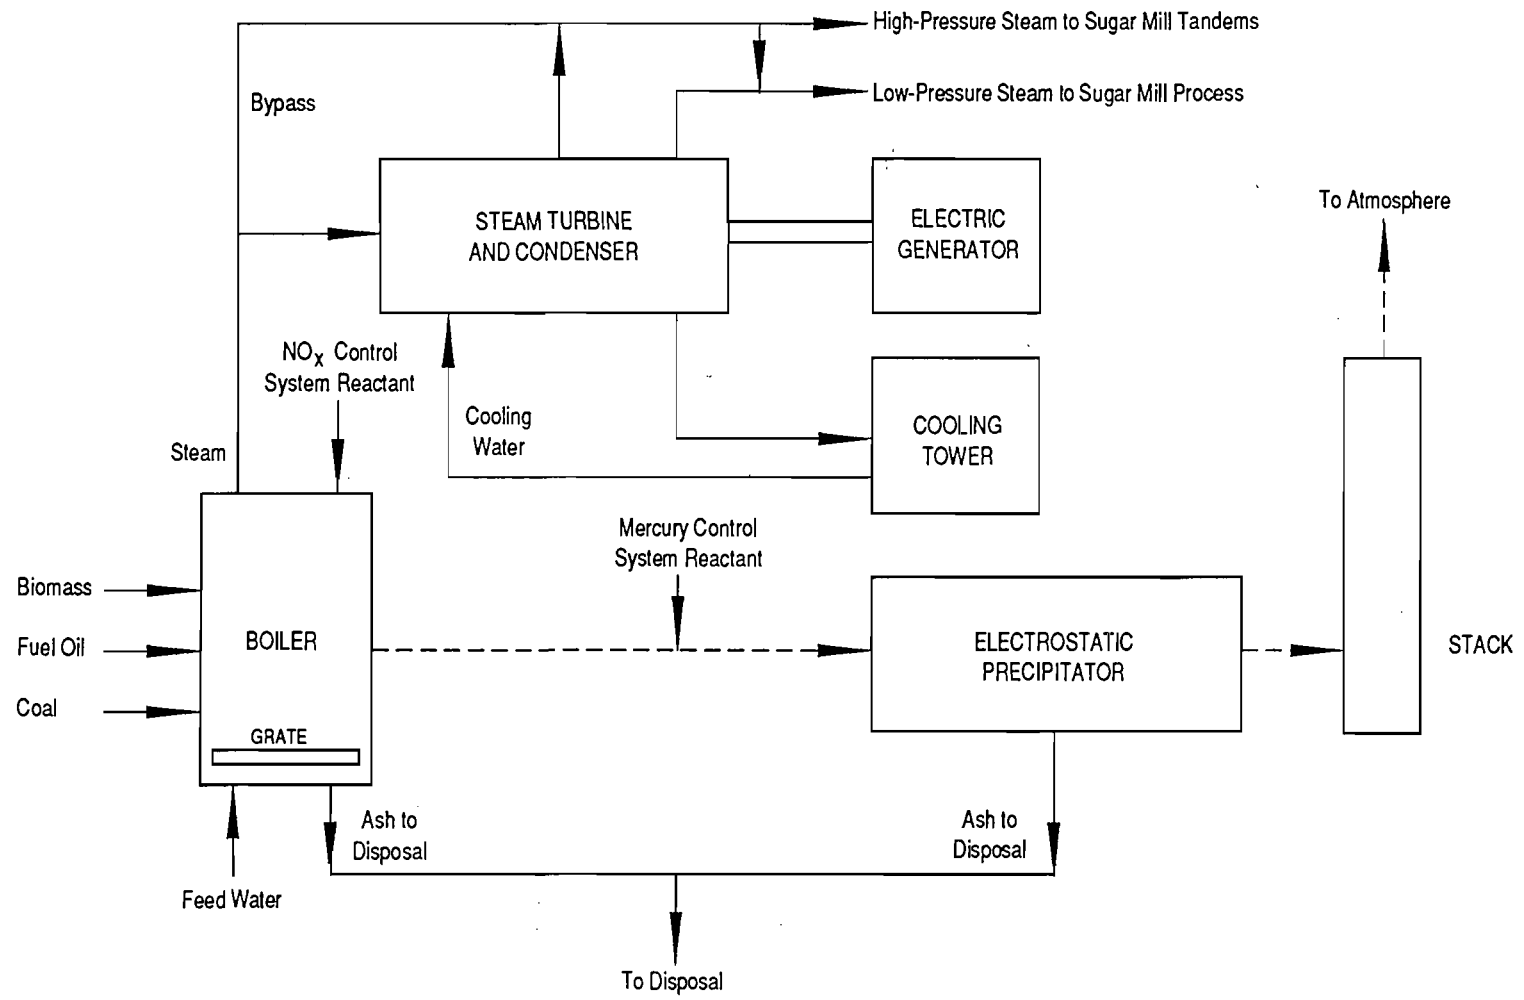 High-Pressure Steam to Sugar Mill Tandems
Bypass
Low-Pressure Steam to Sugar Mill Process
STEAM TURBINE
AND CONDENSER
ELECTRIC
GENERATOR
To Atmosphere
NOx Control
System Reactant
Steam
Cooling
Water
COOLING
TOWER
Mercury Control
System Reactant
Biomass
Fuel Oil
Coal
BOILER
GRATE
ELECTROSTATIC
PRECIPITATOR
STACK
Ash to
Disposal
Ash to
Disposal
Feed Water
To Disposal